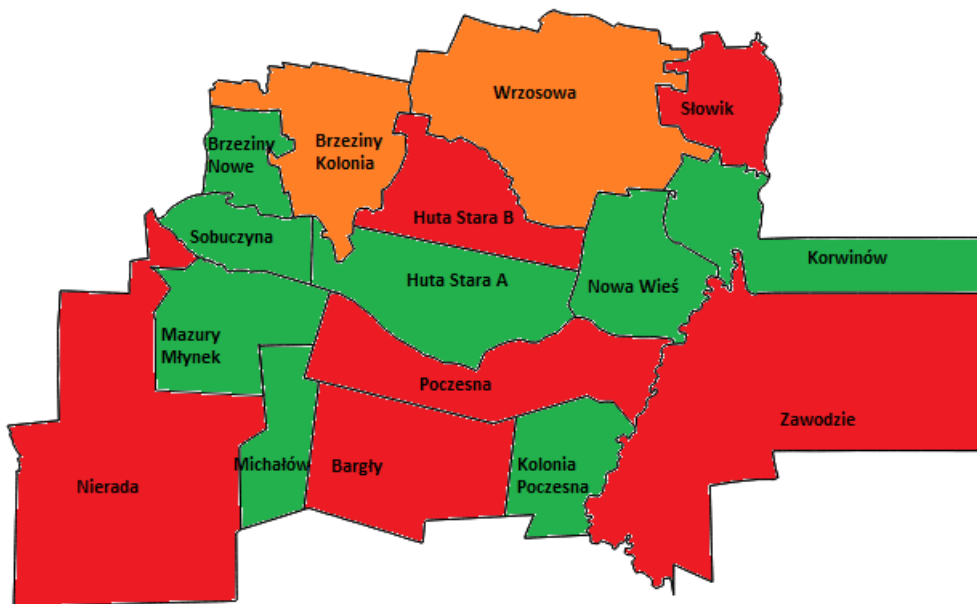 Wrzosowa
Słowik
Brzeziny
Nowe
Brzeziny
Kolonia
Huta Stara B
Sobuczyna
Huta Stara A
Nowa Wieś
Korwinów
Mazury
Młynek
Poczesna
Zawodzie
Nierada
Michałów
Bargły
Kolonia
Poczesna